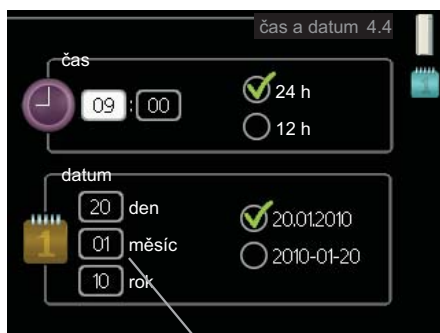 čas a datum 4.4
čas
09 : 00
24 h
12 h
datum
20 den
01 měsíc
10 rok
20.01.2010
2010-01-20
1